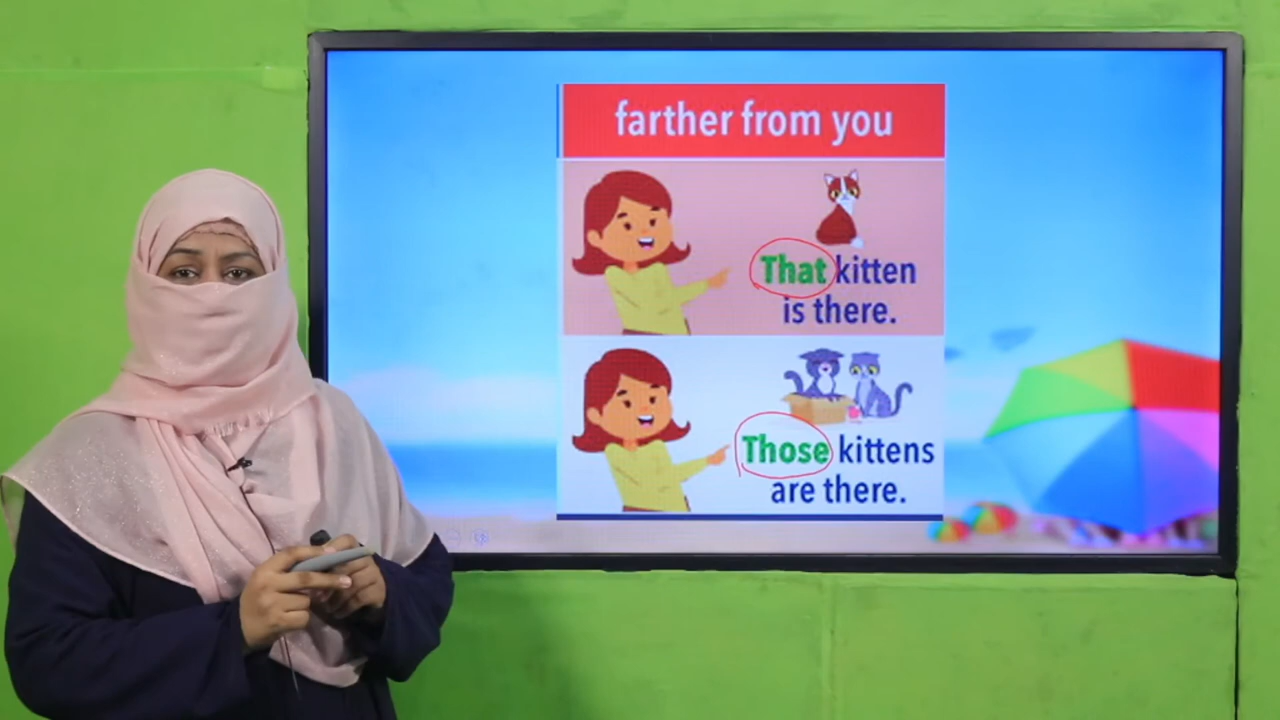 farther from you
That kitten
is there.
Those kittens
are there.